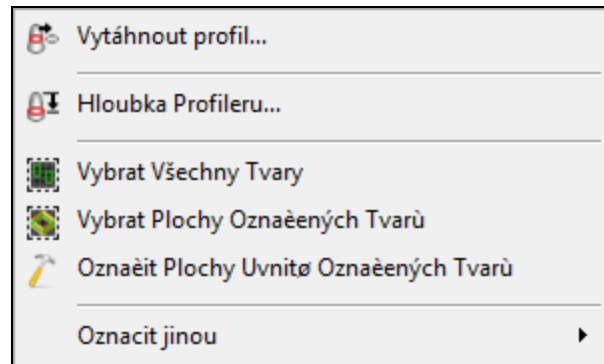 Vytáhnout profil...
Hloubka Profileru...
Vybrat Všechny Tvary
Vybrat Plochy Oznaèených Tvarù
Oznaèit Plochy Uvnitø Oznaèených Tvarù
Oznacit jinou